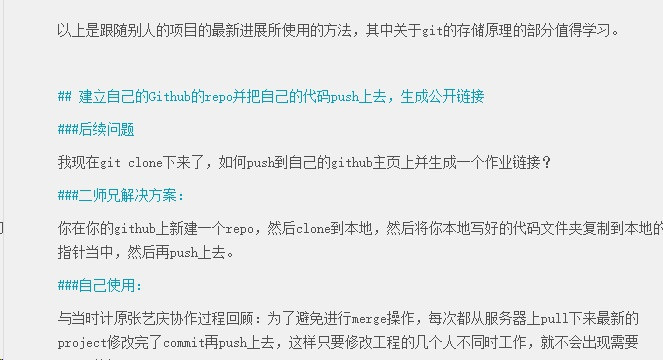 以上是跟随别人的项目的最新进展所使用的方法，其中关于git的存储原理的部分值得学习。
## 建立自己的Github的repo并把自己的代码push上去，生成公开链接
###后续问题
我现在git clone下来了，如何push到自己的github主页上并生成一个作业链接？
###二师兄解决方案：
你在你的github上新建一个repo，然后clone到本地，然后将你本地写好的代码文件夹复制到本地的
指针当中，然后再push上去。
###自己使用：
与当时计原张艺庆协作过程回顾：为了避免进行merge操作，每次都从服务器上pull下来最新的
project修改完了commit再push上去，这样只要修改工程的几个人不同时工作，就不会出现需要